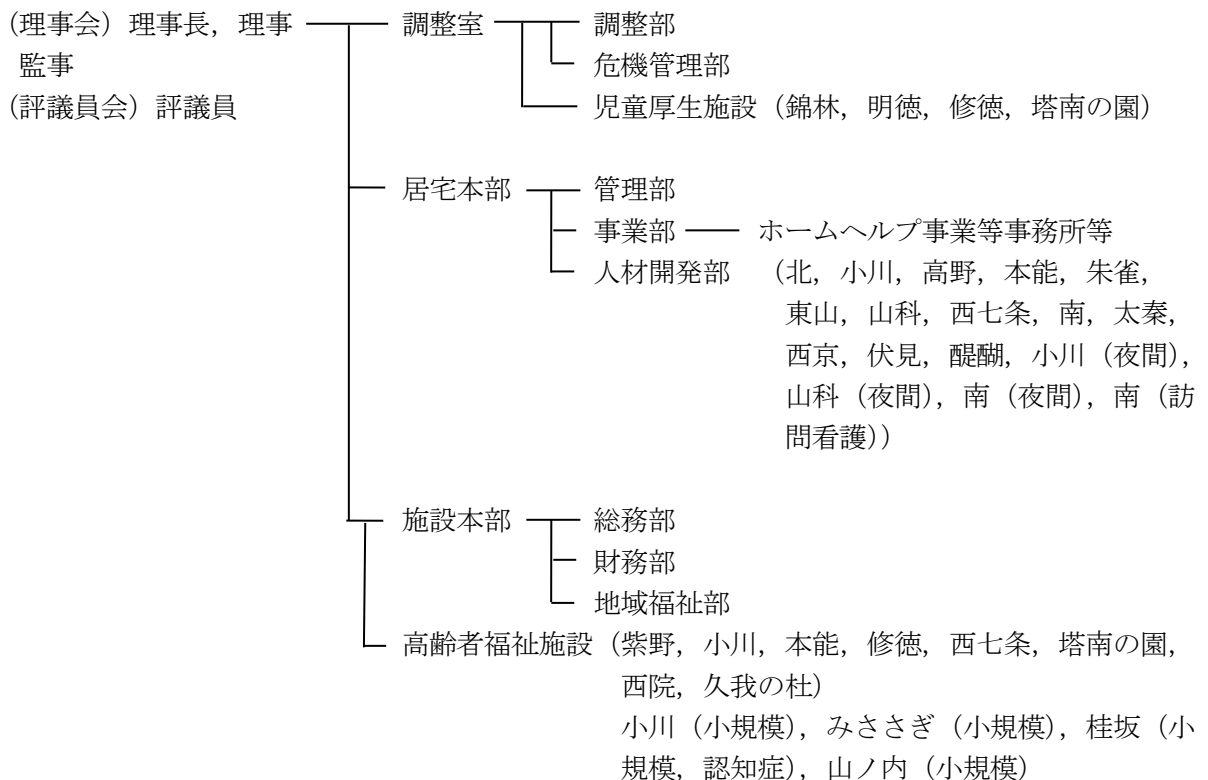 (理事会) 理事長，理事 調整室 調整部
監事 危機管理部
(評議員会) 評議員 児童厚生施設（錦林，明徳，修徳，塔南の園）
居宅本部 管理部
事業部 ホームヘルプ事業等事務所等
人材開発部 （北，小川，高野，本能，朱雀，
東山，山科，西七条，南，太秦，
西京，伏見，醍醐，小川（夜間），
山科（夜間），南（夜間），南（訪
問看護））
施設本部 総務部
財務部
地域福祉部
高齢者福祉施設（紫野，小川，本能，修徳，西七条，塔南の園，
西院，久我の杜）
小川（小規模），みささぎ（小規模），桂坂（小
規模，認知症），山ノ内（小規模）